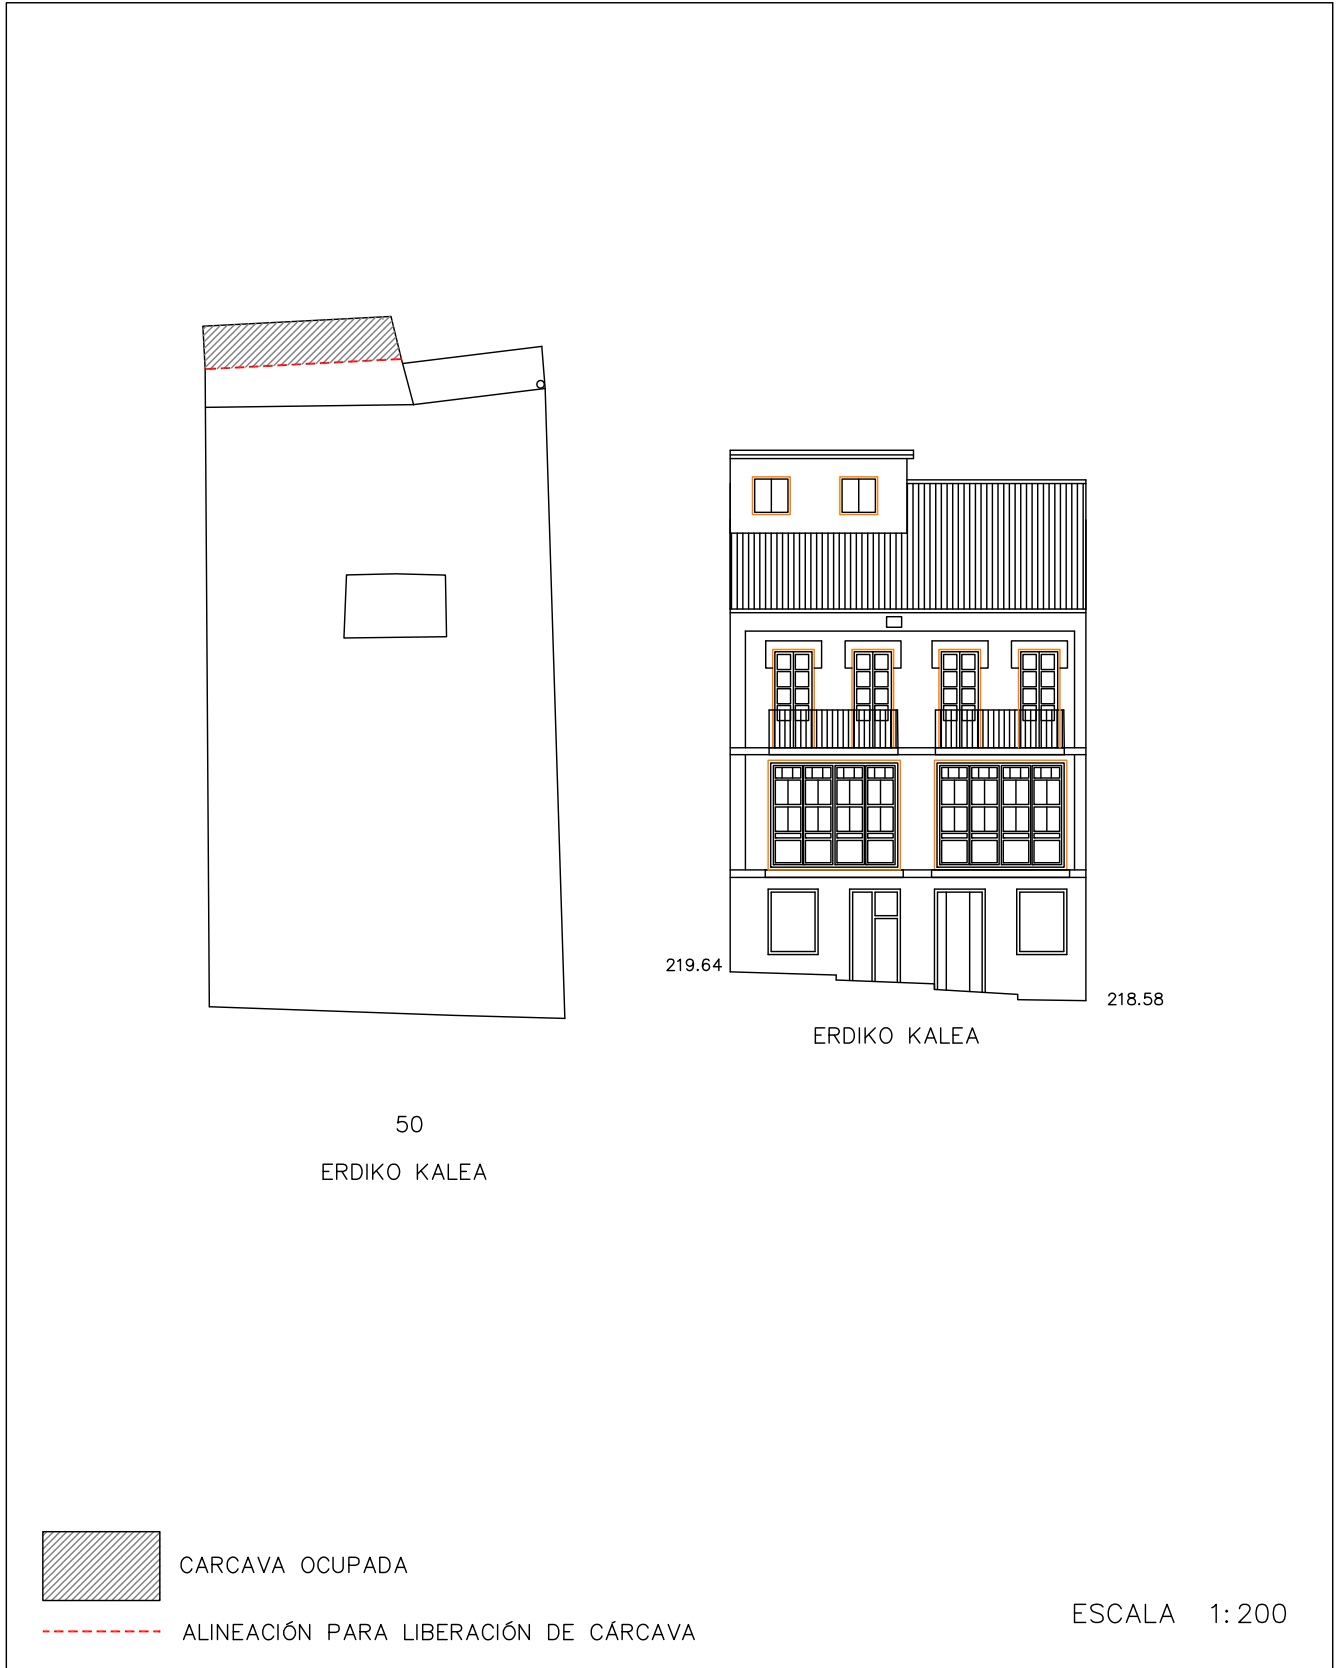 219.64
218.58
ERDIKO KALEA
50
ERDIKO KALEA
CARCAVA OCUPADA
ALINEACIÓN PARA LIBERACIÓN DE CÁRCAVA
ESCALA 1:200